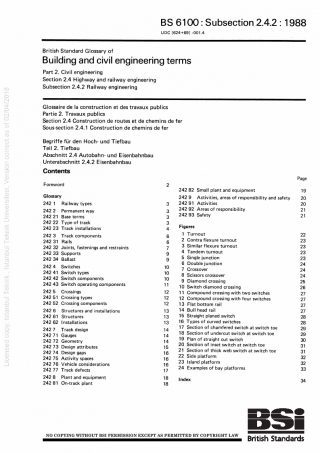 BS 6100 : Subsection 2.4.2 : 1988
UDC [624+69] :001.4
British Standard Glossary of
Building and civil engineering terms
Part 2. Civil engineering
Section 2.4 Highway and railway engineering
Subsection 2.4.2 Railway engineering
Glossaire de la construction et des travaux publics
Partie 2. Travaux publics
Section 2.4 Construction de routes et de chemins de fer
Sous-section 2.4.1 Construction de chemins de fer
Begriffe für den Hoch- und Tiefbau
Teil 2. Tiefbau
Abschnitt 2.4 Autobahn- und Eisenbahnbau
Unterabschnitt 2.4.2 Eisenbahnbau
Contents
Page
Foreword 2
Glossary
242 1 Railway types 3
242 2 Permanent way 3
242 21 Base terms 3
242 22 Type of track 3
242 23 Track installations 4
242 3 Track components 6
242 31 Rails 6
242 32 Joints, fastenings and restraints 7
242 33 Supports 9
242 34 Ballast 9
242 4 Switches 10
242 41 Switch types 10
242 42 Switch components 10
242 43 Switch operating components 11
242 5 Crossings 12
242 51 Crossing types 12
242 52 Crossing components 12
242 6 Structures and installations 13
242 61 Structures 13
242 62 Installations 13
242 7 Track design 14
242 71 Gauges 14
242 72 Geometry 14
242 73 Design attributes 15
242 74 Design gaps 16
242 75 Activity spaces 16
242 76 Vehicle considerations 16
242 77 Track defects 17
242 8 Plant and equipment 18
242 81 On-track plant 18
242 82 Small plant and equipment 19
242 9 Activities, areas of responsibility and safety 20
242 91 Activities 20
242 92 Areas of responsibility 21
242 93 Safety 21
Figures
1 Turnout 22
2 Contra flexure turnout 23
3 Similar flexure turnout 23
4 Tandem turnout 23
5 Single junction 23
6 Double junction 24
7 Crossover 24
8 Scissors crossover 24
9 Diamond crossing 25
10 Switch diamond crossing 26
11 Compound crossing with two switches 27
12 Compound crossing with four switches 27
13 Flat bottom rail 27
14 Bull head rail 27
15 Straight planed switch 28
16 Types of curved switches 29
17 Section of chamfered switch at switch toe 29
18 Section of undercut switch at switch toe 29
19 Plan of straight cut switch 30
20 Section of inset switch at switch toe 31
21 Section of thick web switch at switch toe 31
22 Side platform 32
23 Island platform 32
24 Examples of bay platforms 33
Index 34
NO COPYING WITHOUT BSI PERMISSION EXCEPT AS PERMITTED BY COPYRIGHT LAW
BSi
British Standards
Licensed copy: Istanbul Teknik, Istanbul Teknik Universitesi, Version correct as of 02/04/2010